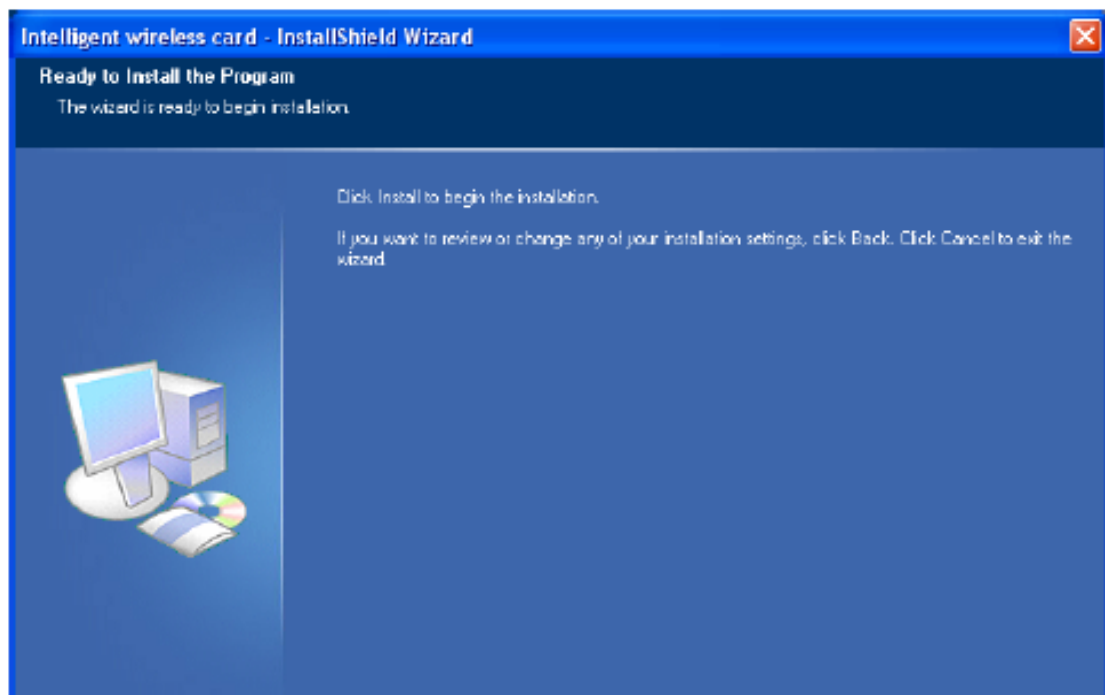 Intelligent wireless card - InstallShield Wizard
Ready to Install the Program
The wizard is ready to begin installation.
Click Install to begin the installation.
If you want to review or change any of your installation settings, click Back. Click Cancel to exit the
wizard.